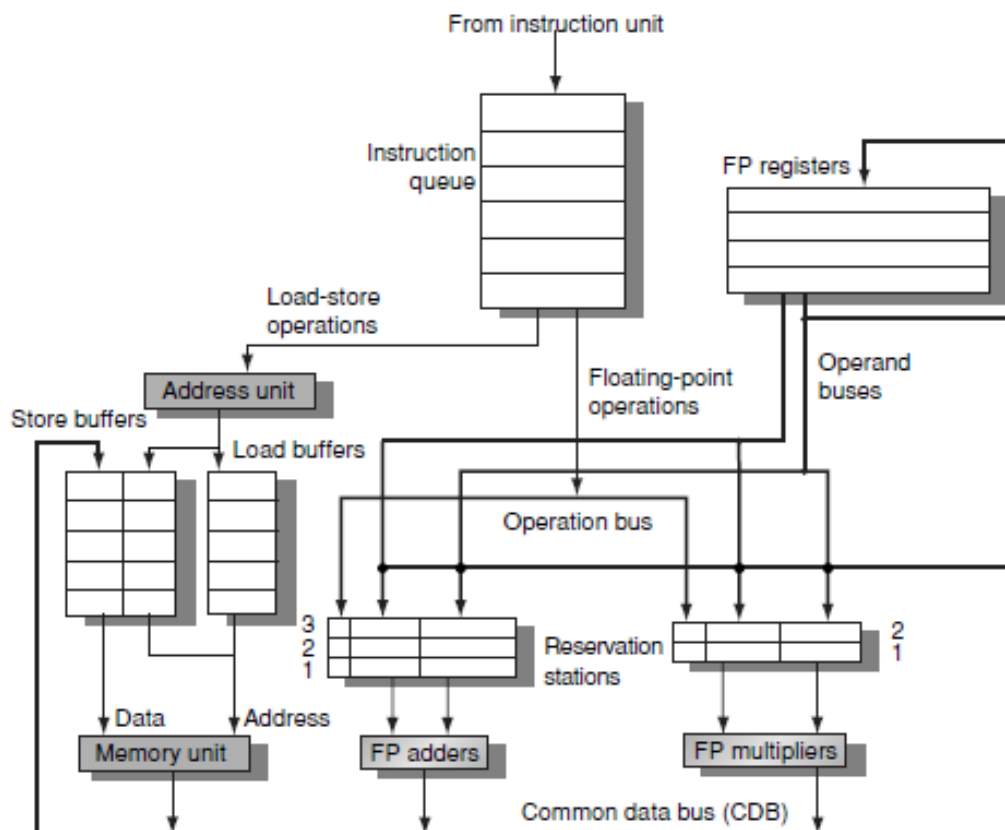 From instruction unit
Instruction
queue
FP registers
Load-store
operations
Address unit
Floating-point
operations
Operand
buses
Store buffers
Load buffers
Operation bus
3
2
1
Reservation
stations
2
1
Data
Address
Memory unit
FP adders
FP multipliers
Common data bus (CDB)